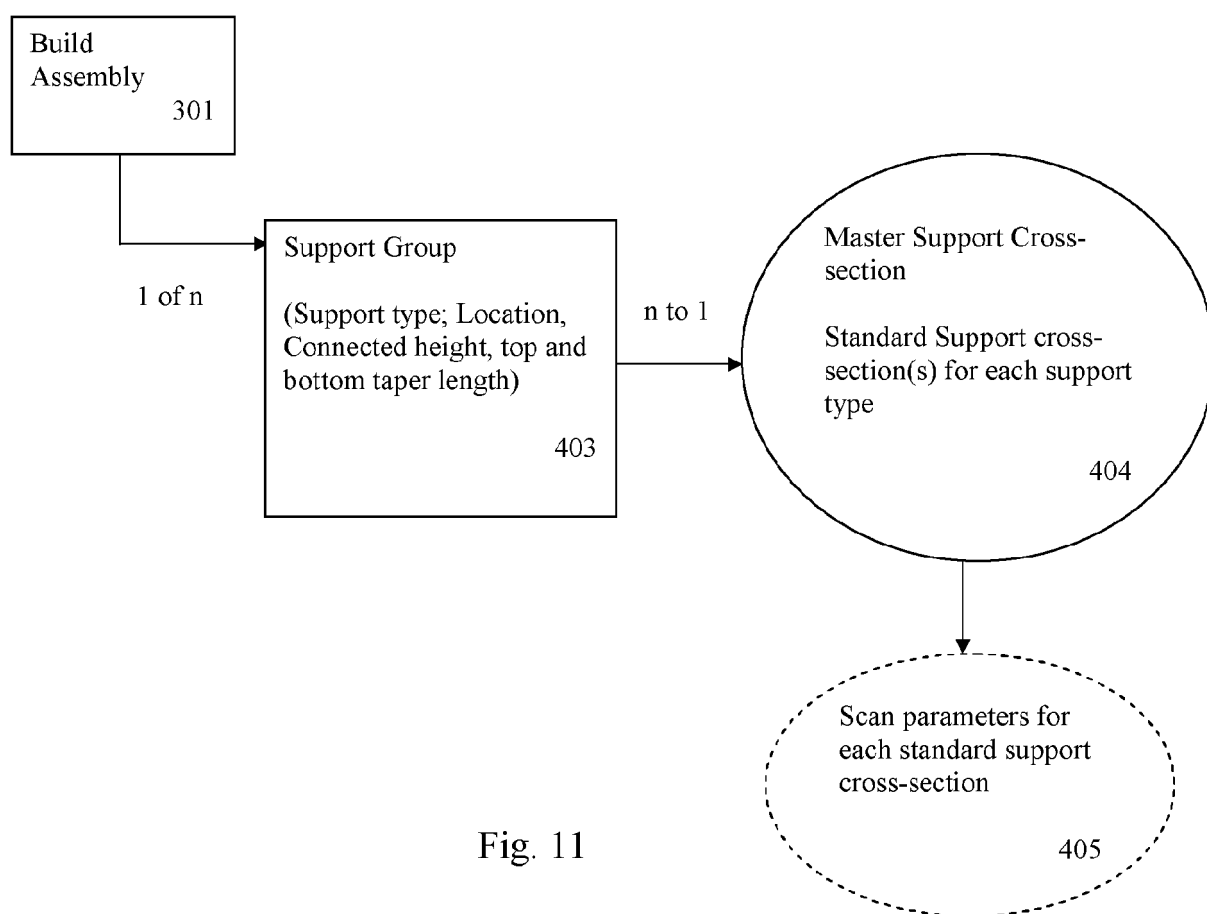 Build
Assembly
301
1 of n
Support Group
(Support type; Location,
Connected height, top and
bottom taper length)
403
n to 1
Master Support Cross-
section
Standard Support cross-
section(s) for each support
type
404
Scan parameters for
each standard support
cross-section
405
Fig. 11